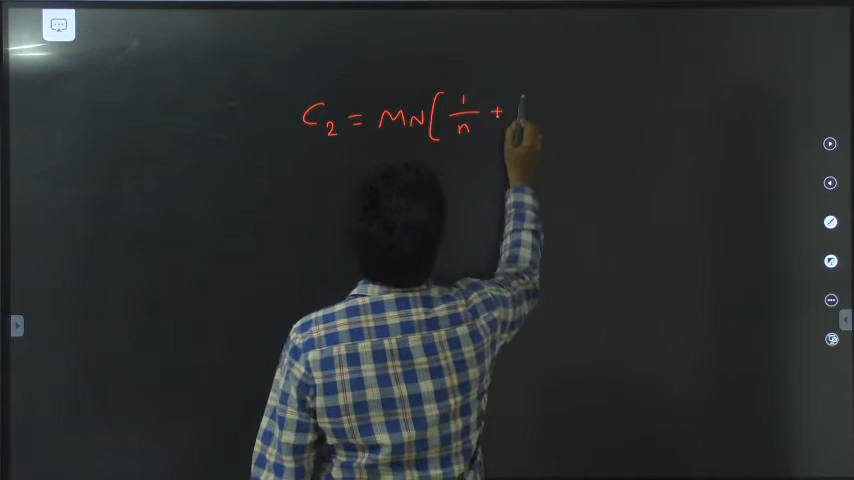 C₂ = MN[1/n +